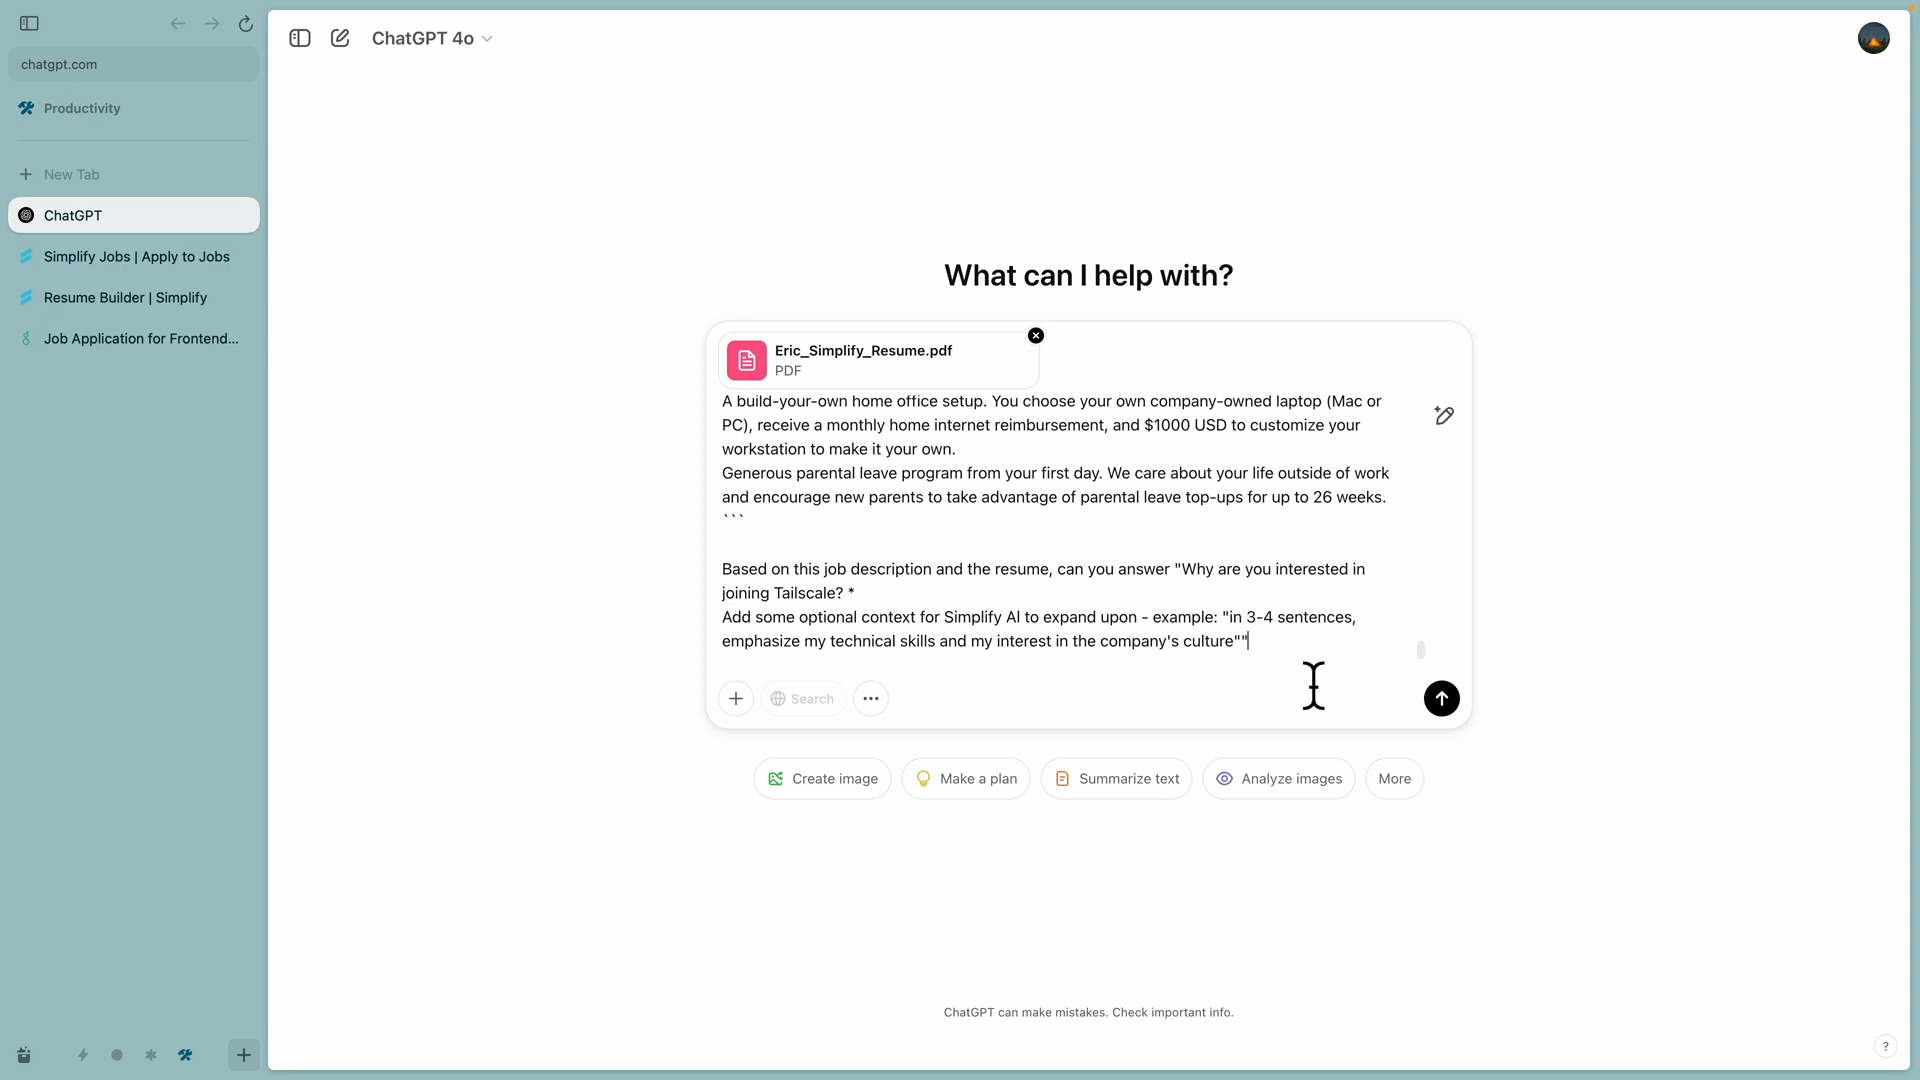 chatgpt.com
Productivity
New Tab
ChatGPT
Simplify Jobs | Apply to Jobs
Resume Builder | Simplify
Job Application for Frontend...
ChatGPT 4o
What can I help with?
Eric_Simplify_Resume.pdf
PDF
A build-your-own home office setup. You choose your own company-owned laptop (Mac or
PC), receive a monthly home internet reimbursement, and $1000 USD to customize your
workstation to make it your own.
Generous parental leave program from your first day. We care about your life outside of work
and encourage new parents to take advantage of parental leave top-ups for up to 26 weeks.
```
Based on this job description and the resume, can you answer "Why are you interested in
joining Tailscale? *
Add some optional context for Simplify AI to expand upon - example: "in 3-4 sentences,
emphasize my technical skills and my interest in the company's culture""
Search
Create image
Make a plan
Summarize text
Analyze images
More
ChatGPT can make mistakes. Check important info.
?